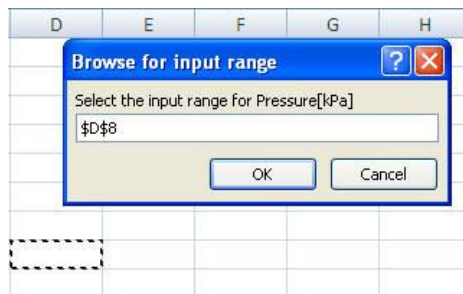 D E F G H
Browse for input range ?
Select the input range for Pressure[kPa]
$D$8
OK Cancel